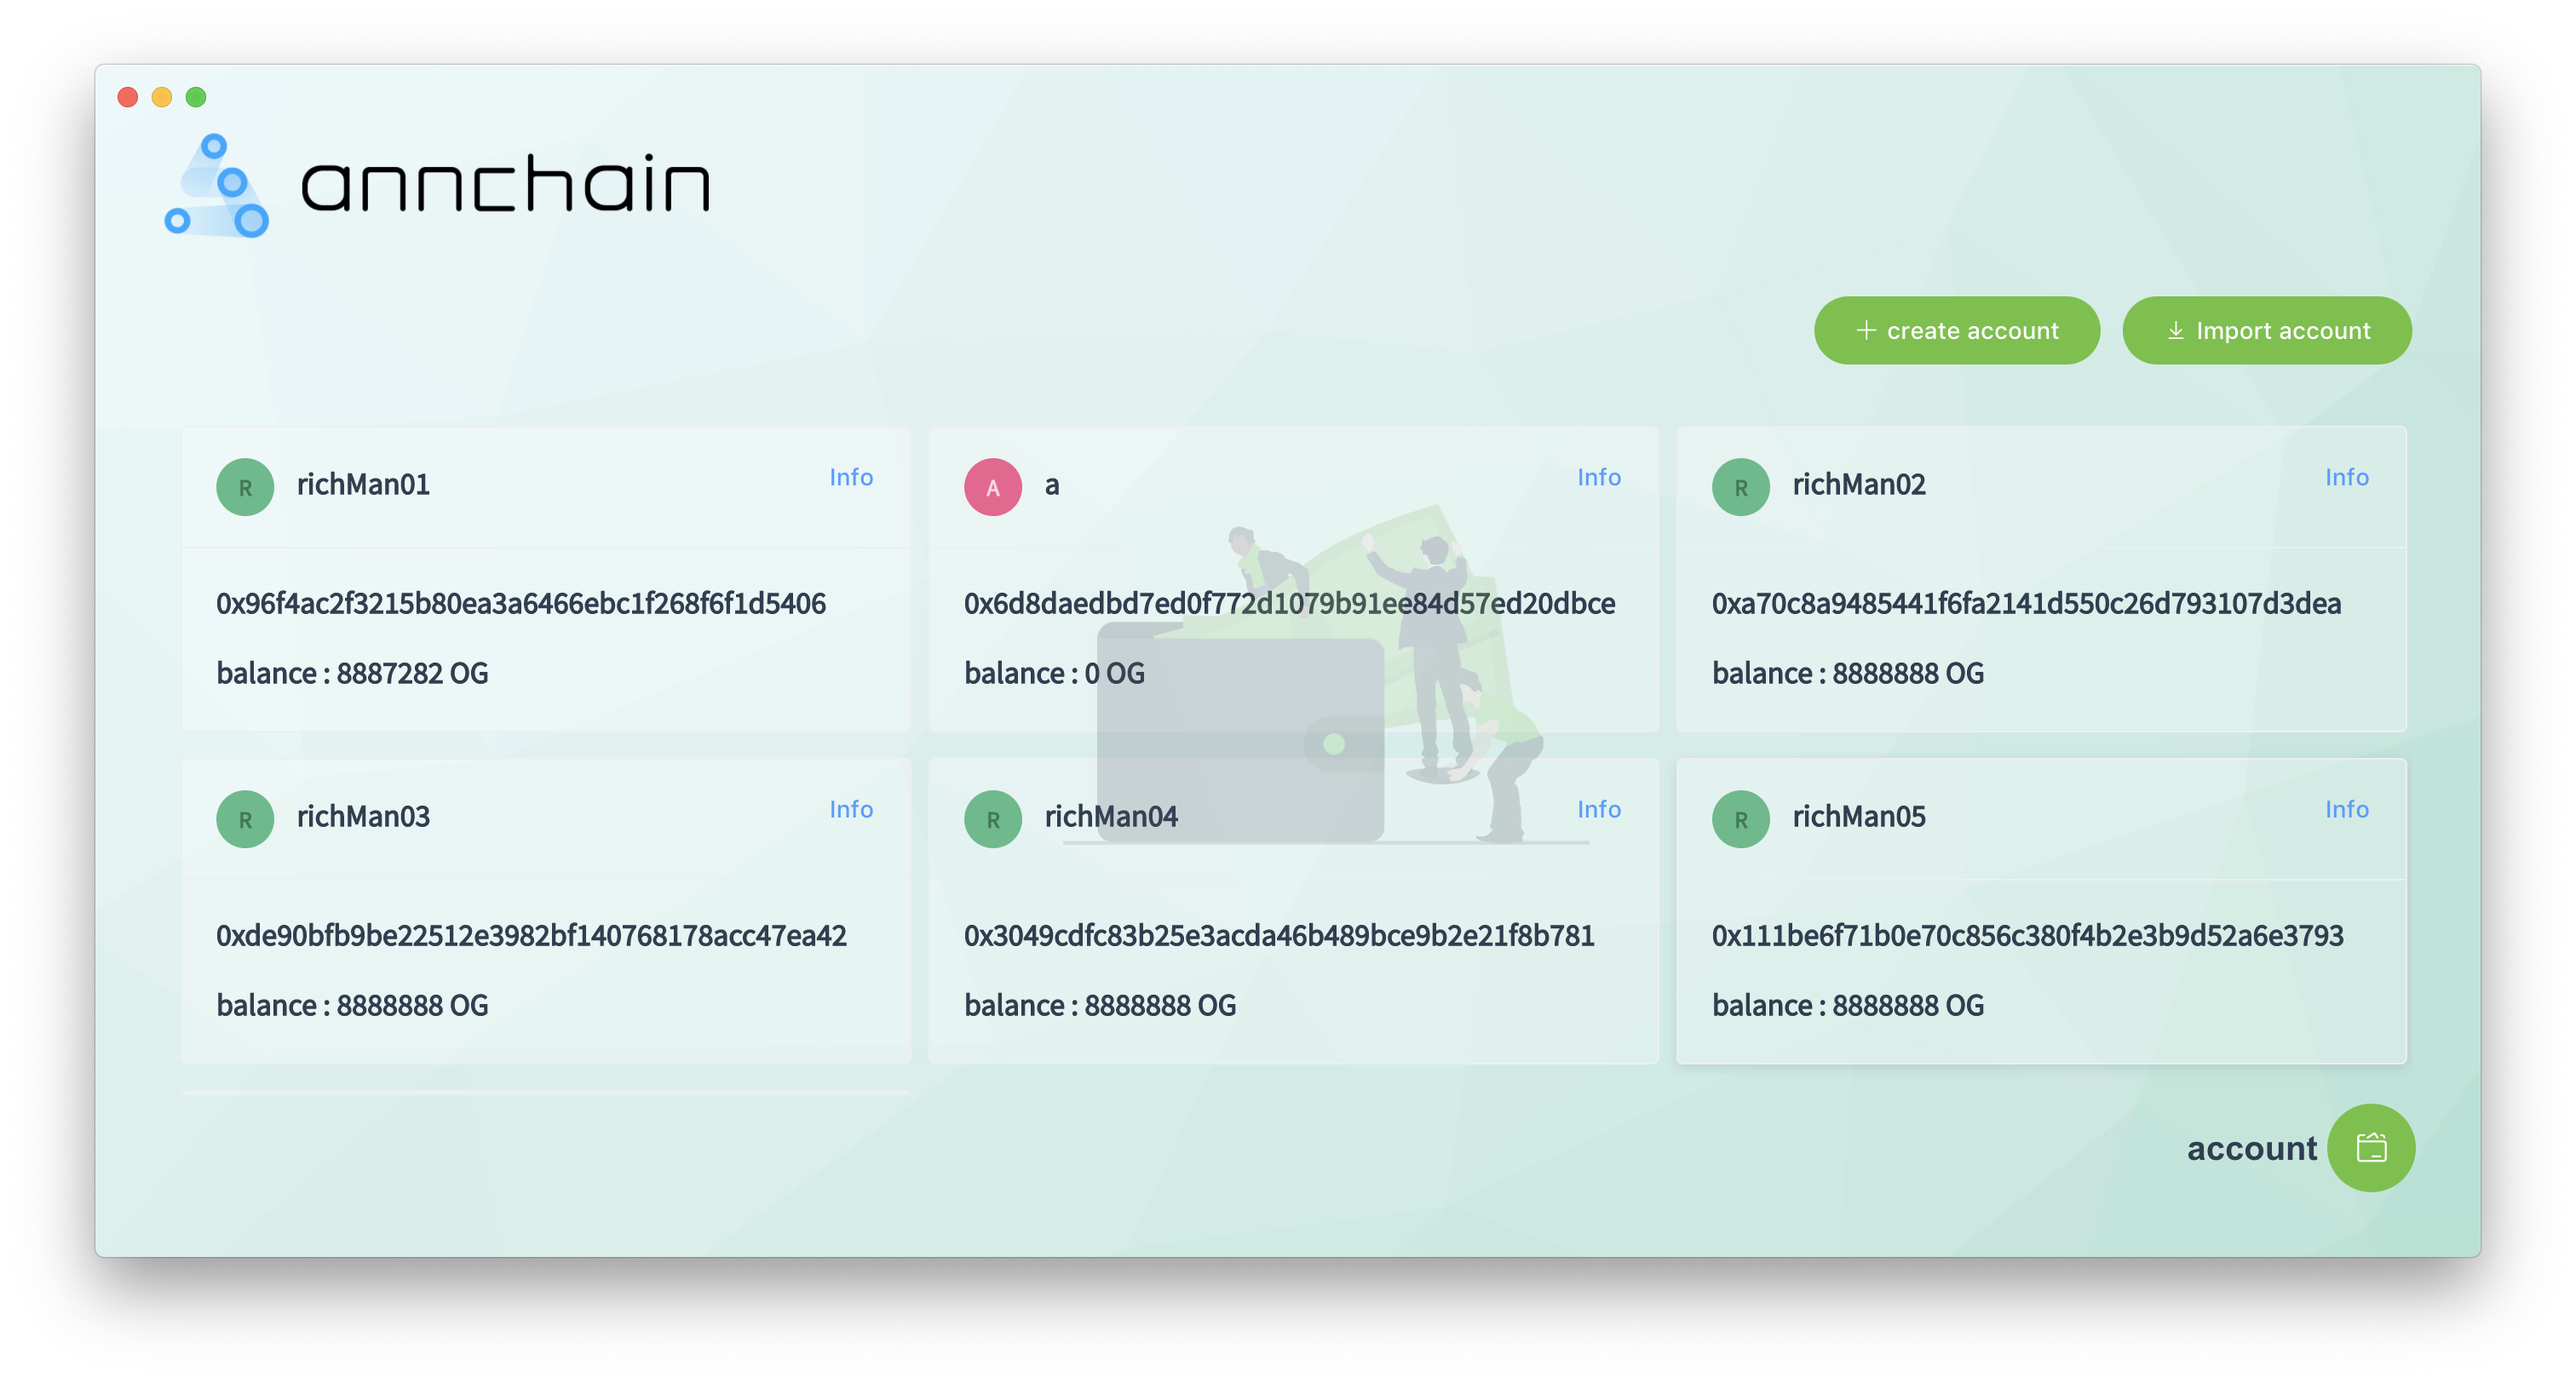 annchain
create account
Import account
R richMan01 Info
0x96f4ac2f3215b80ea3a6466ebc1f268f6f1d5406
balance : 8887282 OG
A a Info
0x6d8daedbd7ed0f772d1079b91ee84d57ed20dbce
balance : 0 OG
R richMan02 Info
0xa70c8a9485441f6fa2141d550c26d793107d3dea
balance : 8888888 OG
R richMan03 Info
0xde90bfb9be22512e3982bf140768178acc47ea42
balance : 8888888 OG
R richMan04 Info
0x3049cdfc83b25e3acda46b489bce9b2e21f8b781
balance : 8888888 OG
R richMan05 Info
0x111be6f71b0e70c856c380f4b2e3b9d52a6e3793
balance : 8888888 OG
account